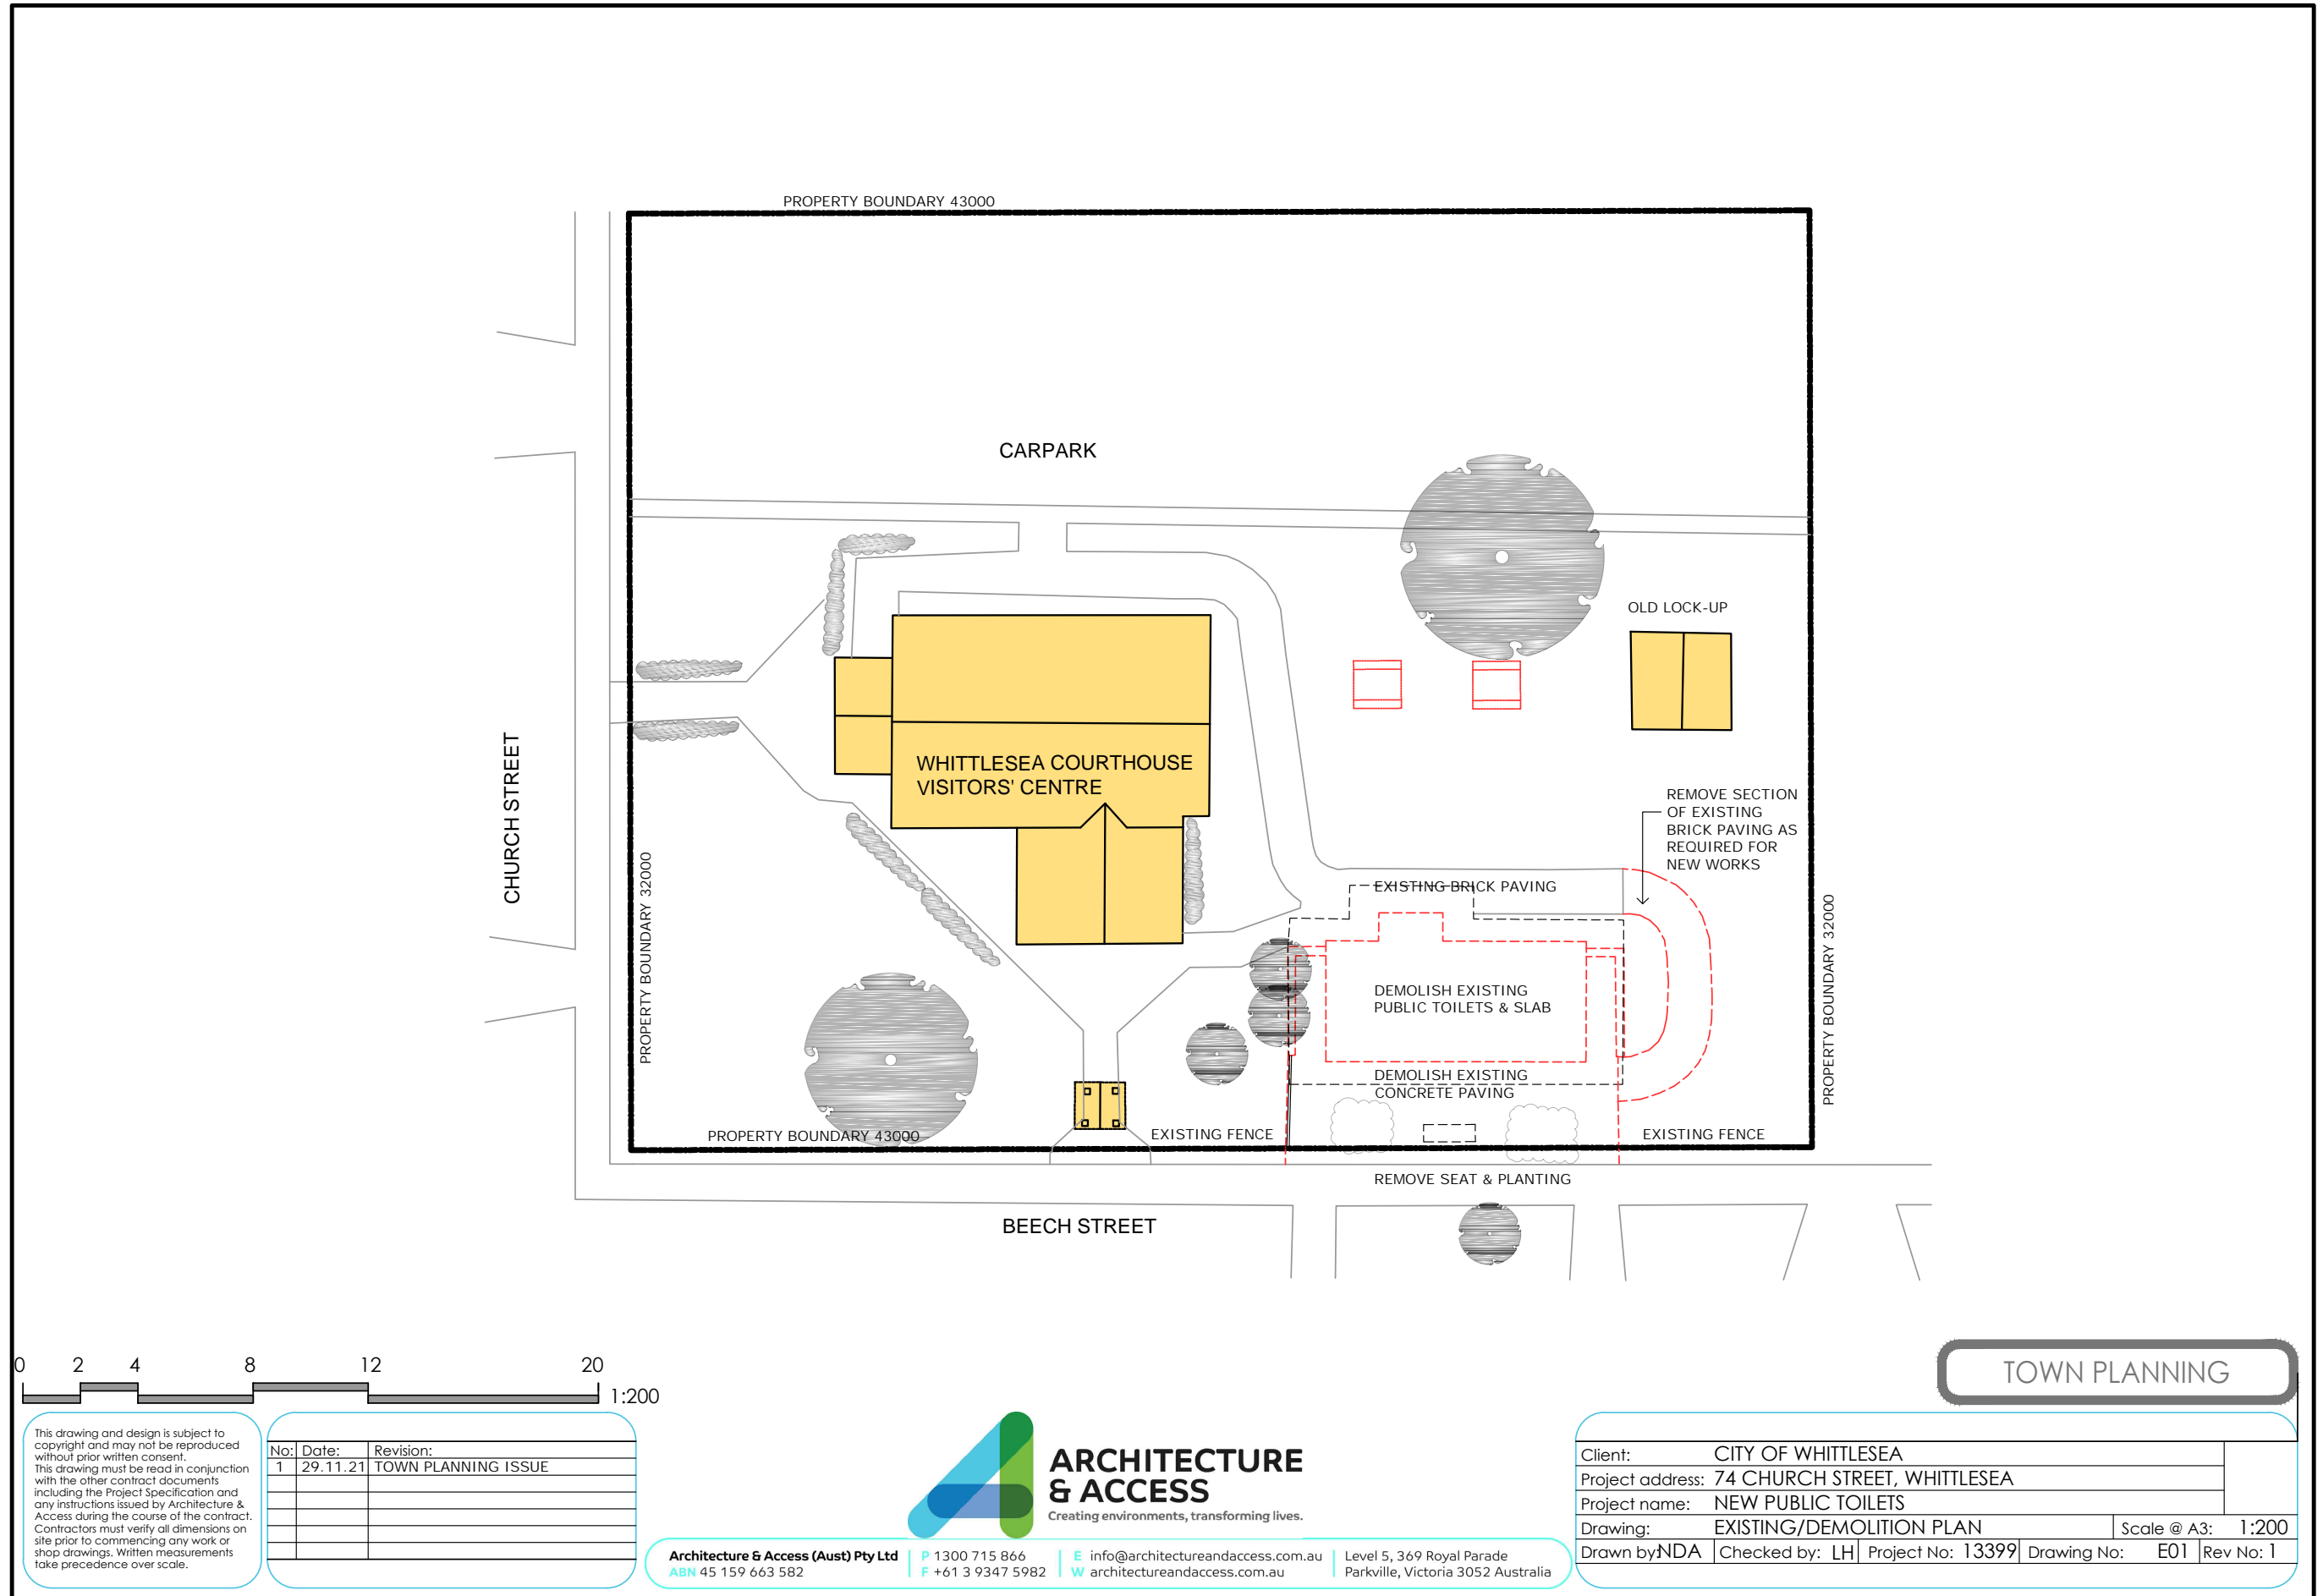 PROPERTY BOUNDARY 43000
CARPARK
OLD LOCK-UP
CHURCH STREET
WHITTLESEA COURTHOUSE
VISITORS' CENTRE
REMOVE SECTION
OF EXISTING
BRICK PAVING AS
REQUIRED FOR
NEW WORKS
PROPERTY BOUNDARY 32000
EXISTING BRICK PAVING
PROPERTY BOUNDARY 32000
DEMOLISH EXISTING
PUBLIC TOILETS & SLAB
DEMOLISH EXISTING
CONCRETE PAVING
PROPERTY BOUNDARY 43000
EXISTING FENCE
EXISTING FENCE
REMOVE SEAT & PLANTING
BEECH STREET
0 2 4 8 12 20
1:200
TOWN PLANNING
This drawing and design is subject to
copyright and may not be reproduced
without prior written consent.
This drawing must be read in conjunction
with the other contract documents
including the Project Specification and
any instructions issued by Architecture &
Access during the course of the contract.
Contractors must verify all dimensions on
site prior to commencing any work or
shop drawings. Written measurements
take precedence over scale.
No: Date: Revision:
1 29.11.21 TOWN PLANNING ISSUE
ARCHITECTURE
& ACCESS
Creating environments, transforming lives.
Architecture & Access (Aust) Pty Ltd
ABN 45 159 663 582
P 1300 715 866
F +61 3 9347 5982
E info@architectureandaccess.com.au
W architectureandaccess.com.au
Level 5, 369 Royal Parade
Parkville, Victoria 3052 Australia
Client: CITY OF WHITTLESEA
Project address: 74 CHURCH STREET, WHITTLESEA
Project name: NEW PUBLIC TOILETS
Drawing: EXISTING/DEMOLITION PLAN Scale @ A3: 1:200
Drawn by: NDA Checked by: LH Project No: 13399 Drawing No: E01 Rev No: 1